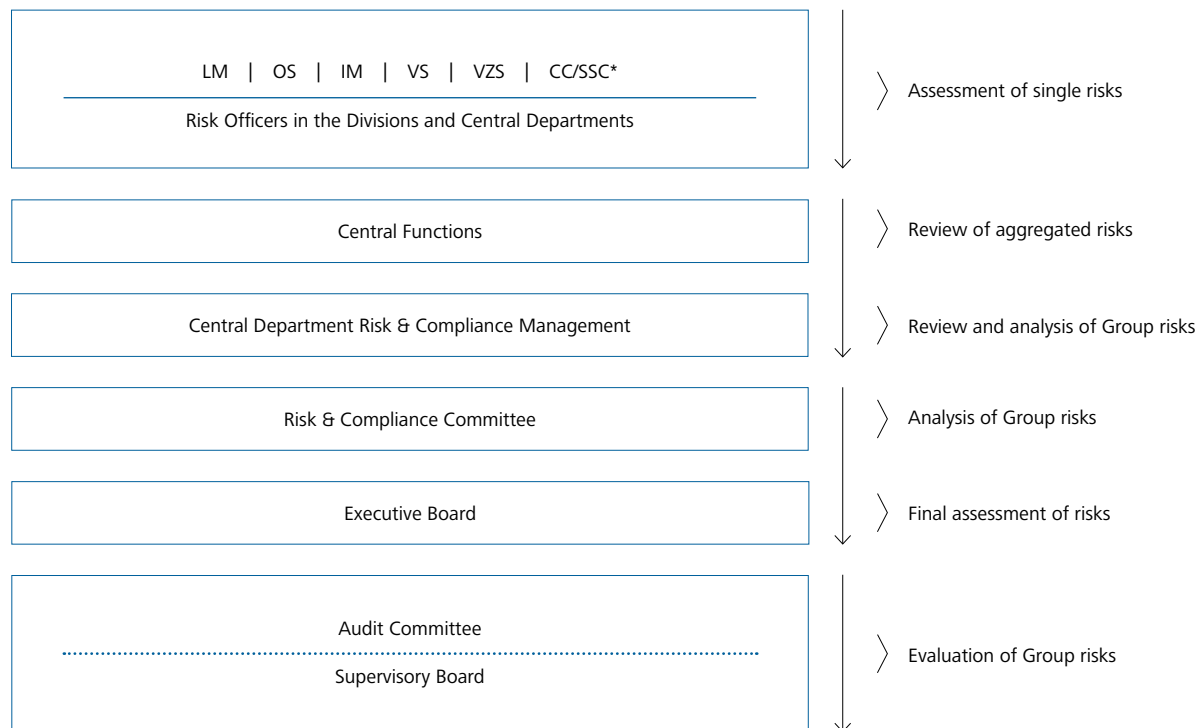 LM | OS | IM | VS | VZS | CC/SSC*
Risk Officers in the Divisions and Central Departments
Assessment of single risks
Central Functions
Review of aggregated risks
Central Department Risk & Compliance Management
Review and analysis of Group risks
Risk & Compliance Committee
Analysis of Group risks
Executive Board
Final assessment of risks
Audit Committee
Supervisory Board
Evaluation of Group risks